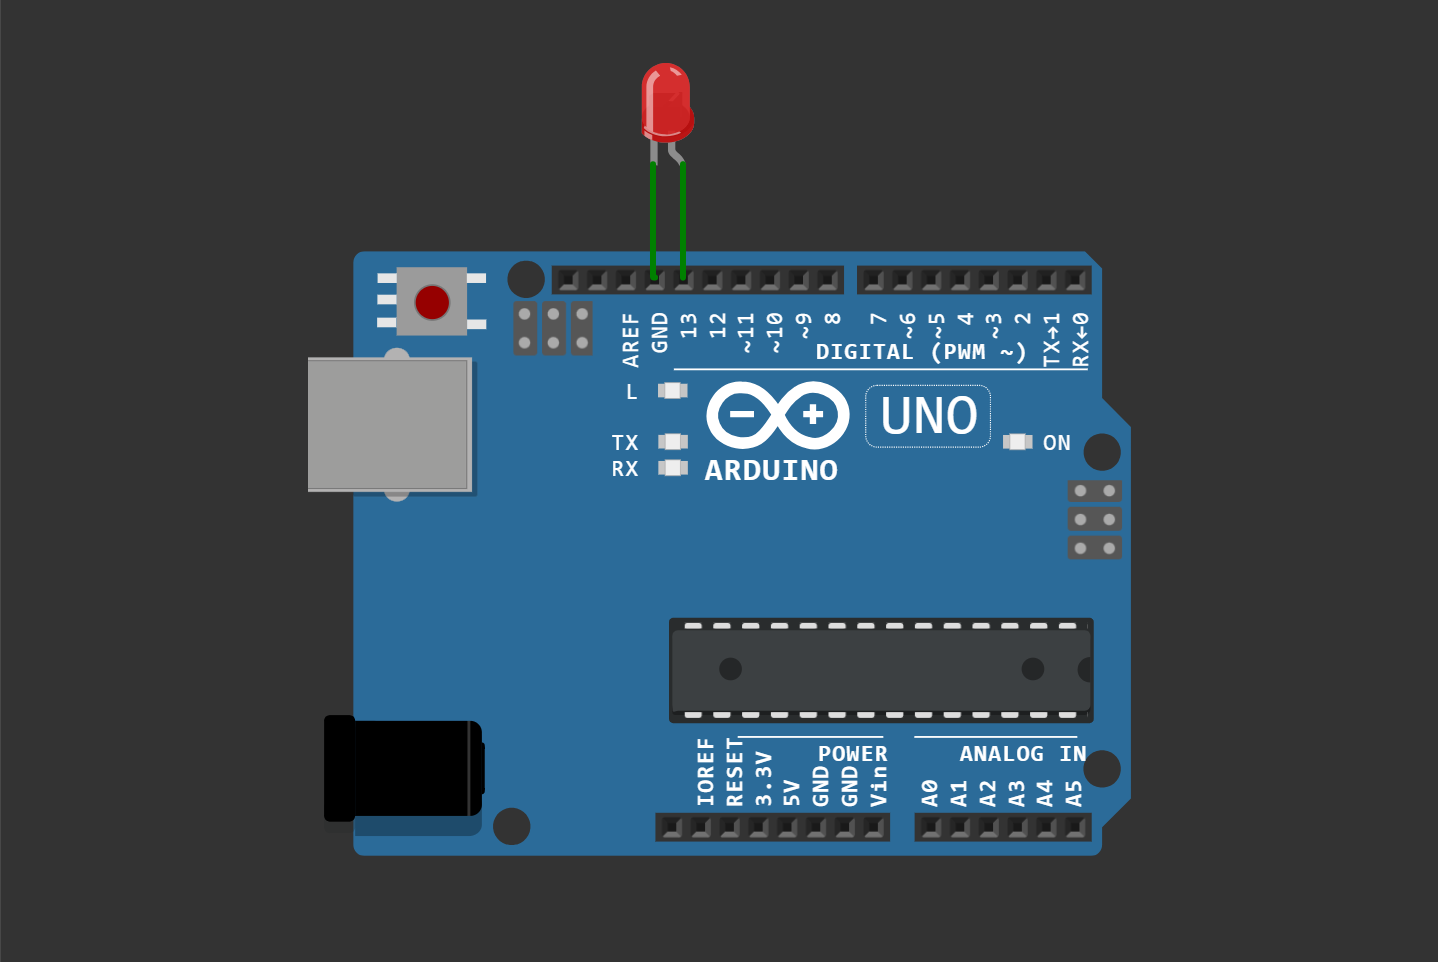 AREF
GND
13
12
~11
~10
~9
8
7
~6
~5
4
~3
2
TX→1
RX←0
DIGITAL (PWM ~)
L
TX
RX
ARDUINO
UNO
ON
IOREF
RESET
3.3V
5V
GND
GND
Vin
POWER
ANALOG IN
A0
A1
A2
A3
A4
A5